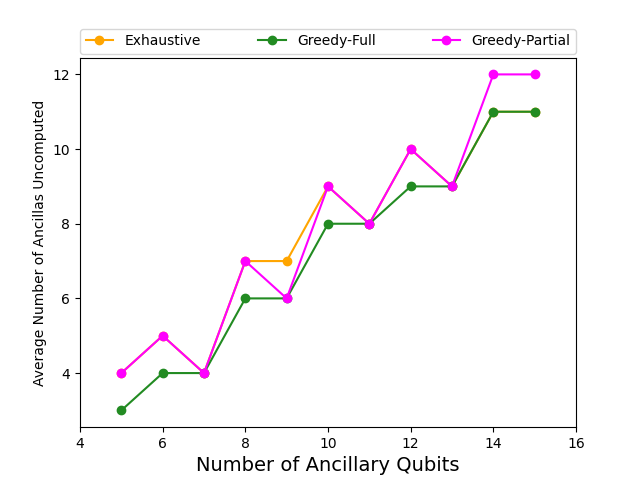 Exhaustive Greedy-Full Greedy-Partial
12
10
8
6
4
Average Number of Ancillas Uncomputed
4 6 8 10 12 14 16
Number of Ancillary Qubits